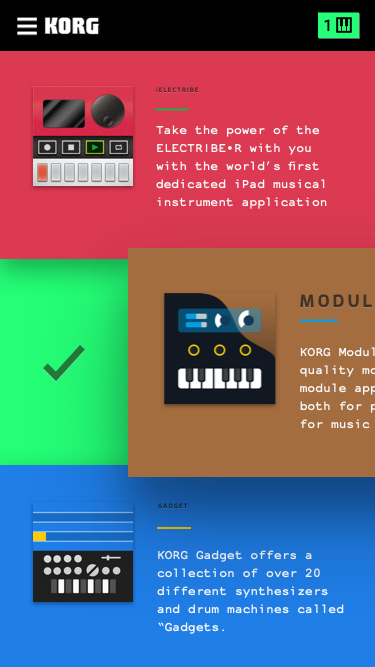 KORG
1
iELECTRIBE
Take the power of the
ELECTRIBE•R with you
with the world’s first
dedicated iPad musical
instrument application
MODUL
KORG Modul
quality mo
module app
both for p
for music
GADGET
KORG Gadget offers a
collection of over 20
different synthesizers
and drum machines called
“Gadgets.